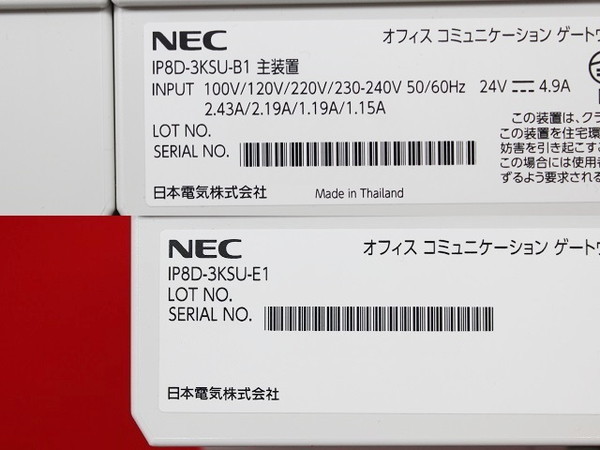 NEC オフィス コミュニケーション ゲート
IP8D-3KSU-B1 主装置
INPUT 100V/120V/220V/230-240V 50/60Hz 24V⎓4.9A
2.43A/2.19A/1.19A/1.15A
LOT NO.
SERIAL NO.
この装置は、クラ
この装置を住宅環
妨害を引き起こすこ
この場合には使用者
ずるよう要求される
日本電気株式会社 Made in Thailand
NEC オフィス コミュニケーション ゲート
IP8D-3KSU-E1
LOT NO.
SERIAL NO.
日本電気株式会社